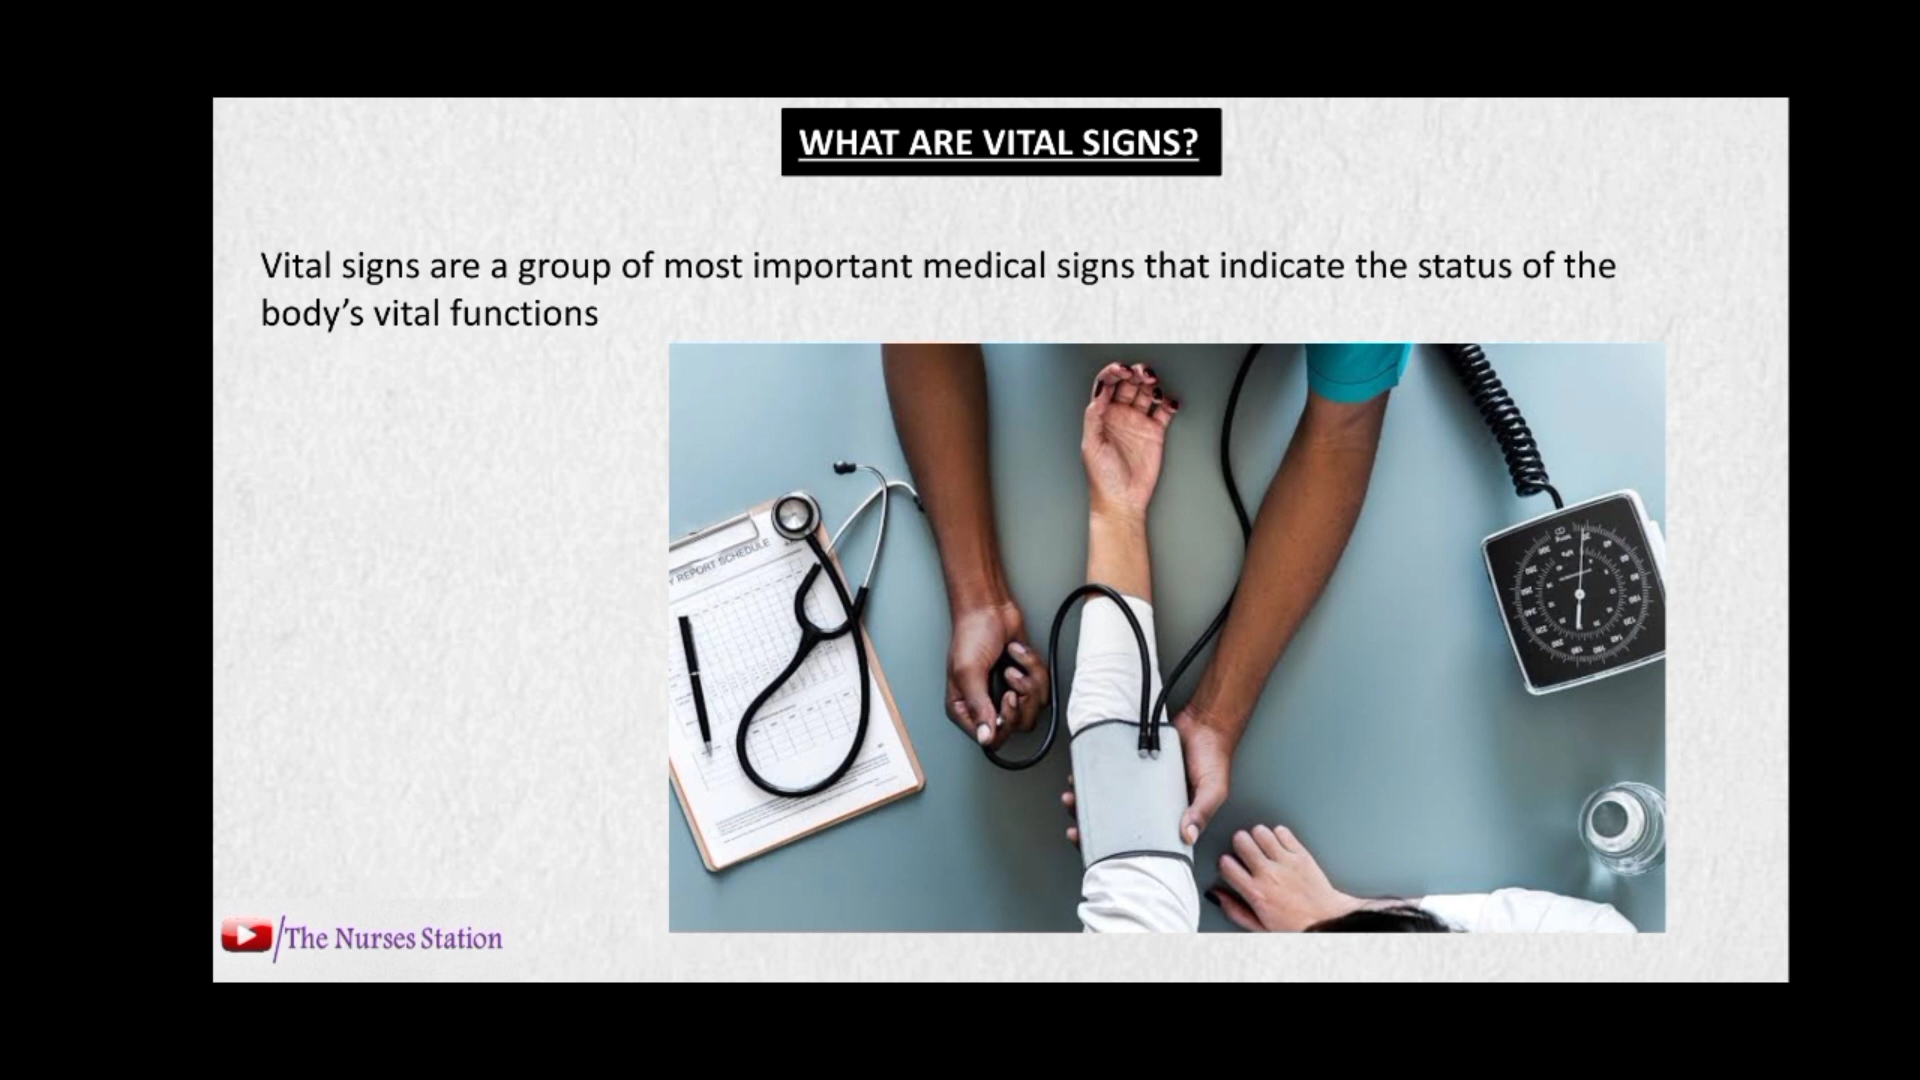 WHAT ARE VITAL SIGNS?
Vital signs are a group of most important medical signs that indicate the status of the
body’s vital functions
REPORT SCHEDULE
/The Nurses Station